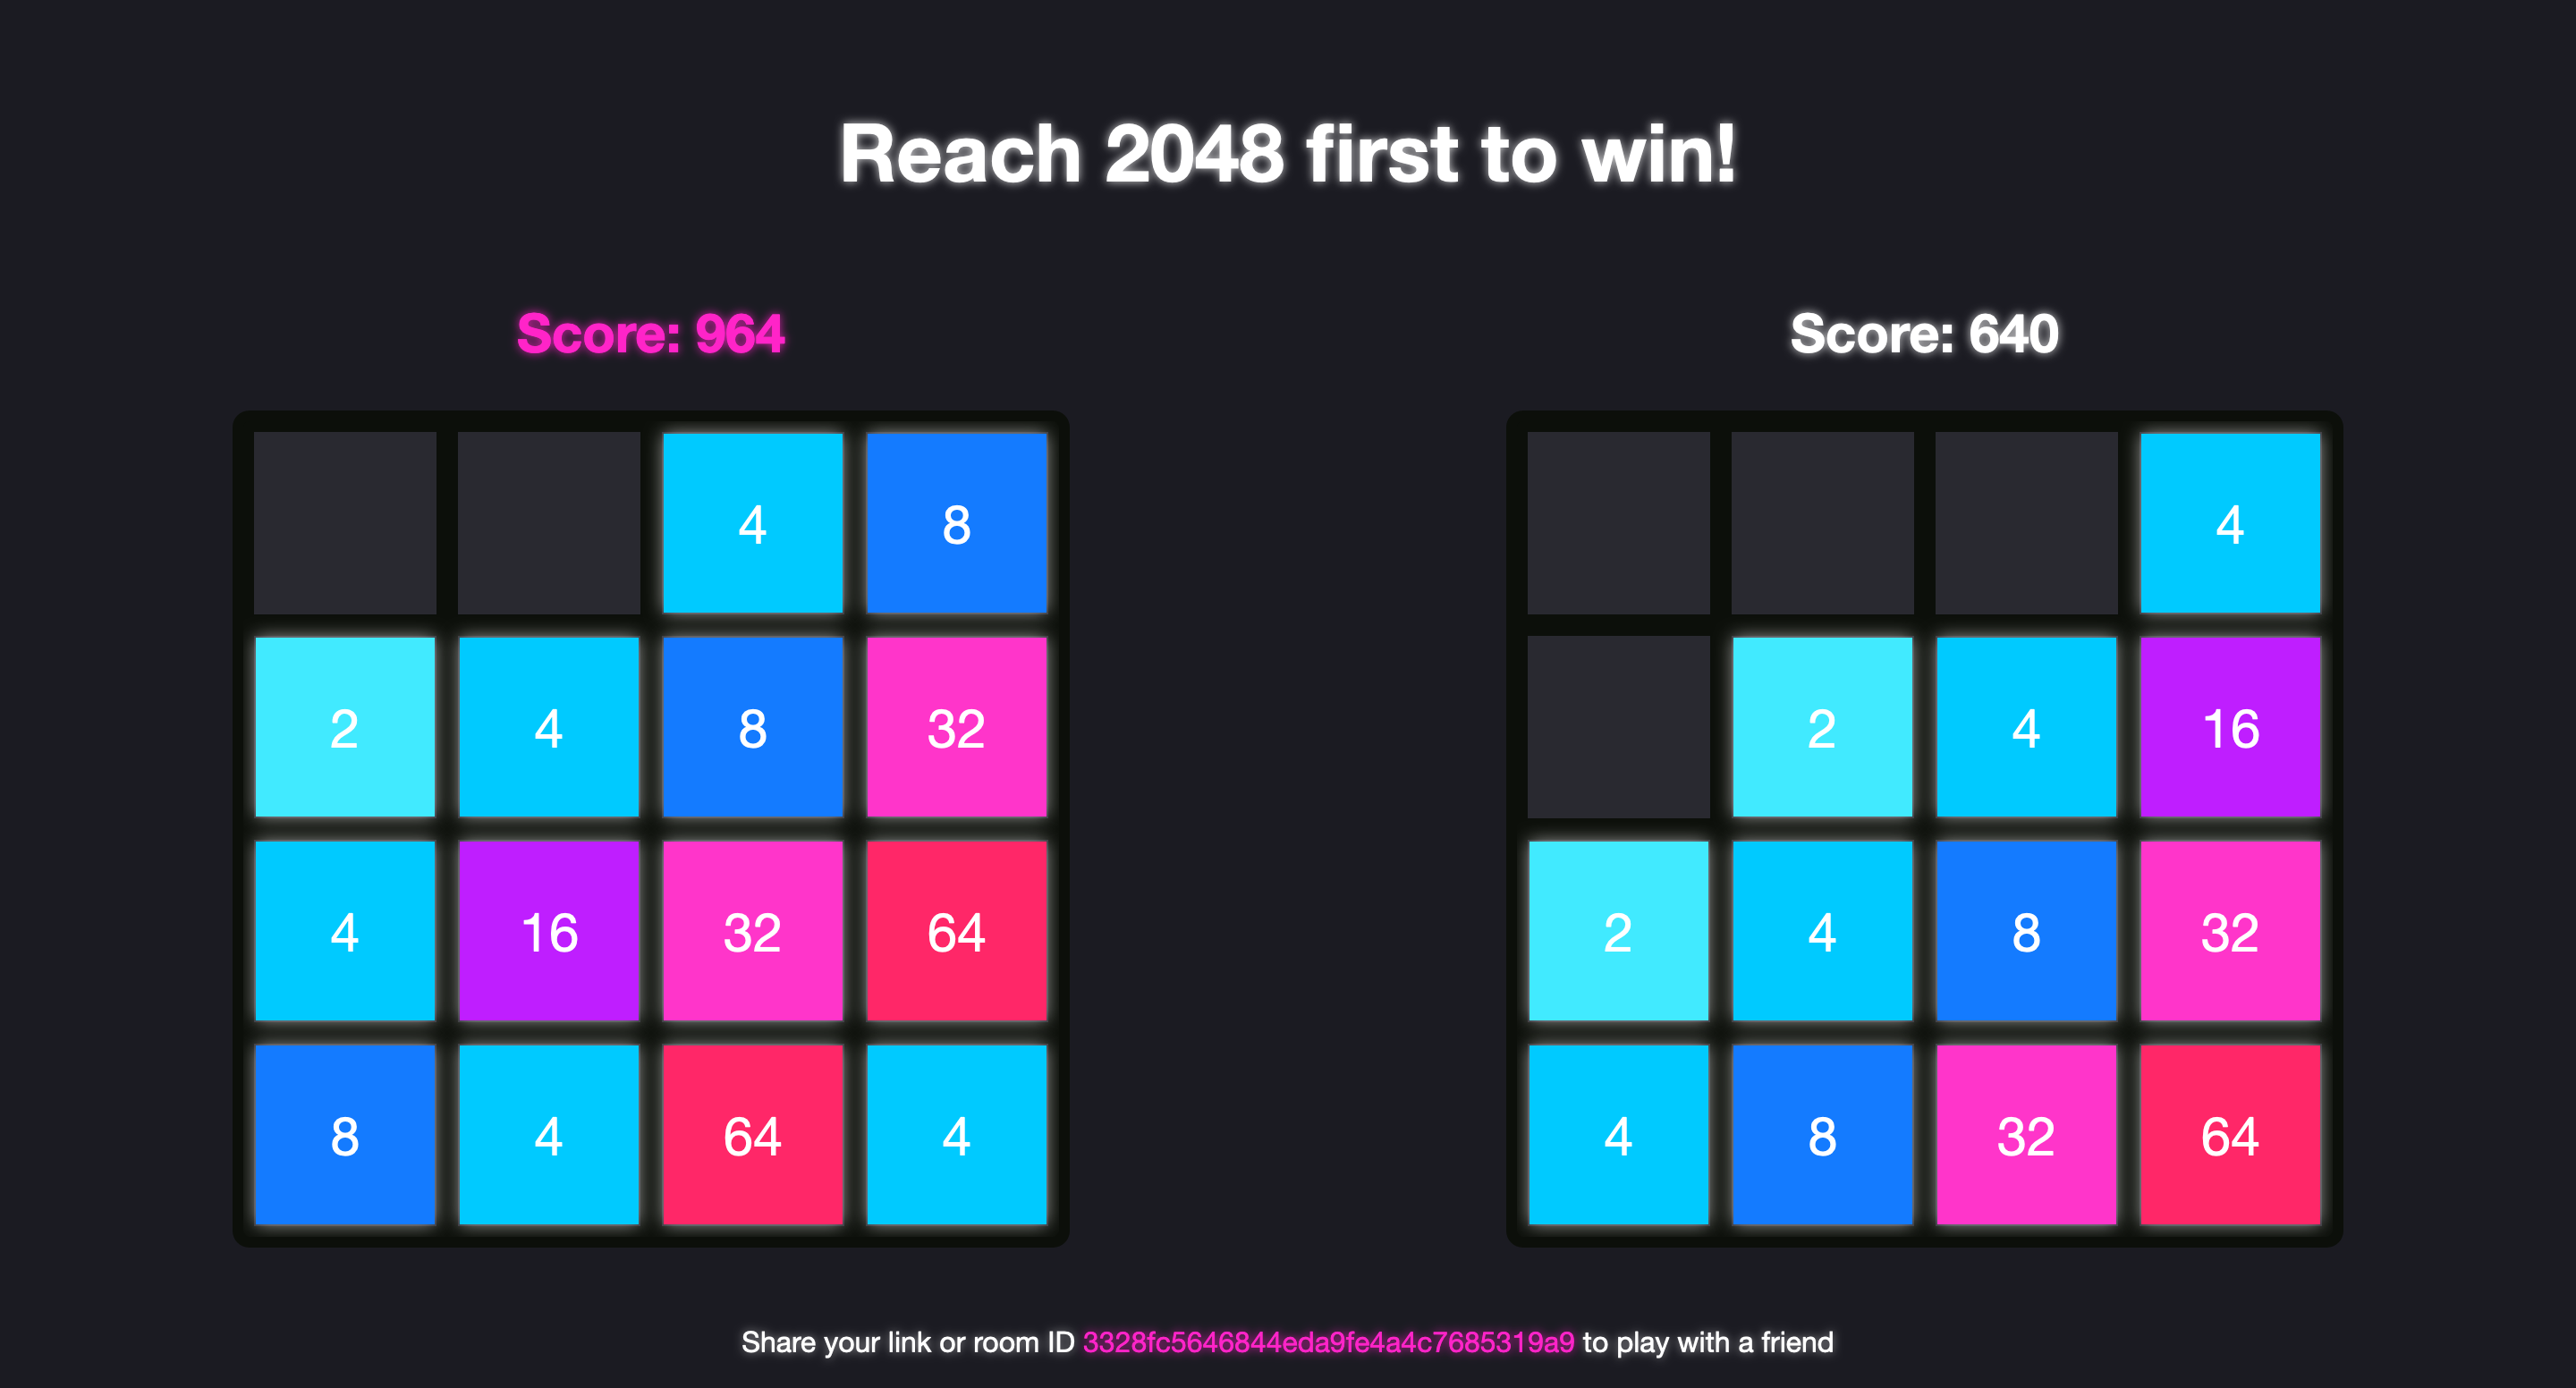 Reach 2048 first to win!
Score: 964
4 8
2 4 8 32
4 16 32 64
8 4 64 4
Score: 640
4
2 4 16
2 4 8 32
4 8 32 64
Share your link or room ID 3328fc5646844eda9fe4a4c7685319a9 to play with a friend